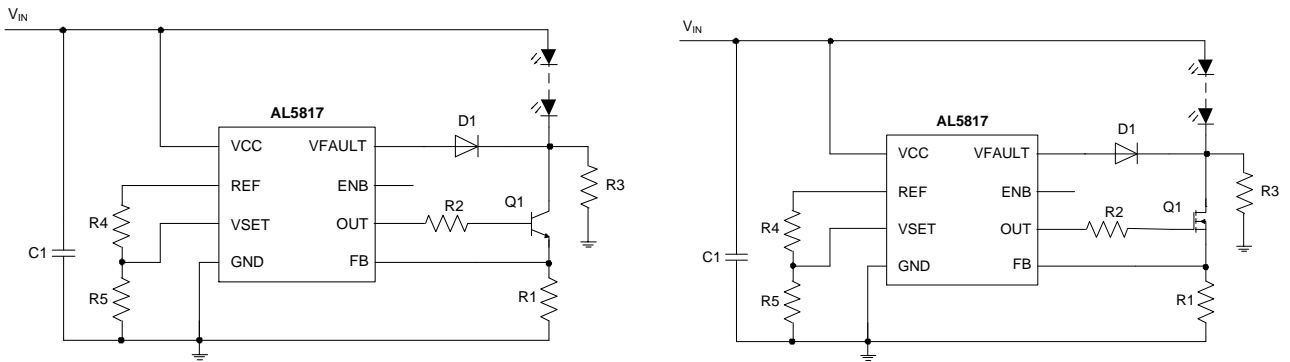 VIN
AL5817
D1
VCC
VFAULT
REF
ENB
R3
R4
R2
Q1
VSET
OUT
C1
GND
FB
R5
R1
VIN
AL5817
D1
VCC
VFAULT
REF
ENB
R3
R4
R2
Q1
VSET
OUT
C1
GND
FB
R5
R1